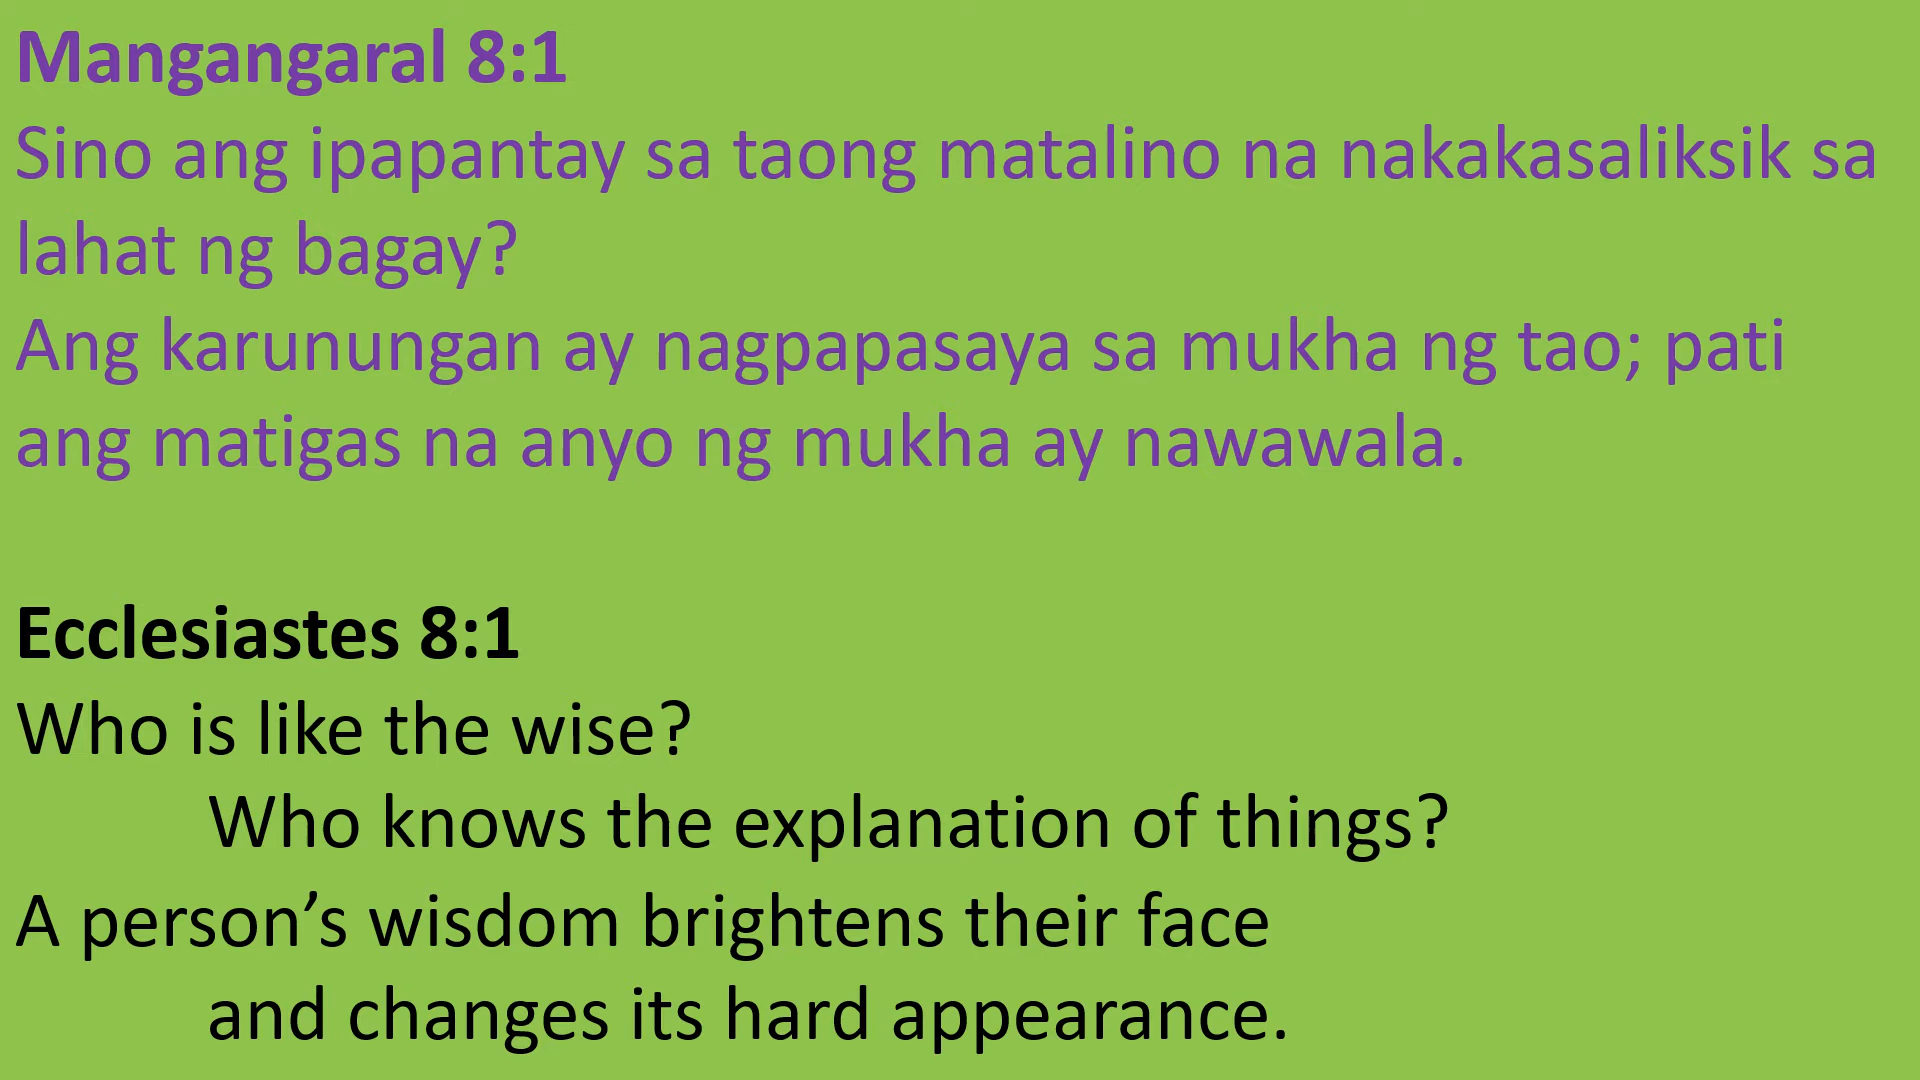 Mangangaral 8:1
Sino ang ipapantay sa taong matalino na nakakasaliksik sa
lahat ng bagay?
Ang karunungan ay nagpapasaya sa mukha ng tao; pati
ang matigas na anyo ng mukha ay nawawala.
Ecclesiastes 8:1
Who is like the wise?
Who knows the explanation of things?
A person’s wisdom brightens their face
and changes its hard appearance.